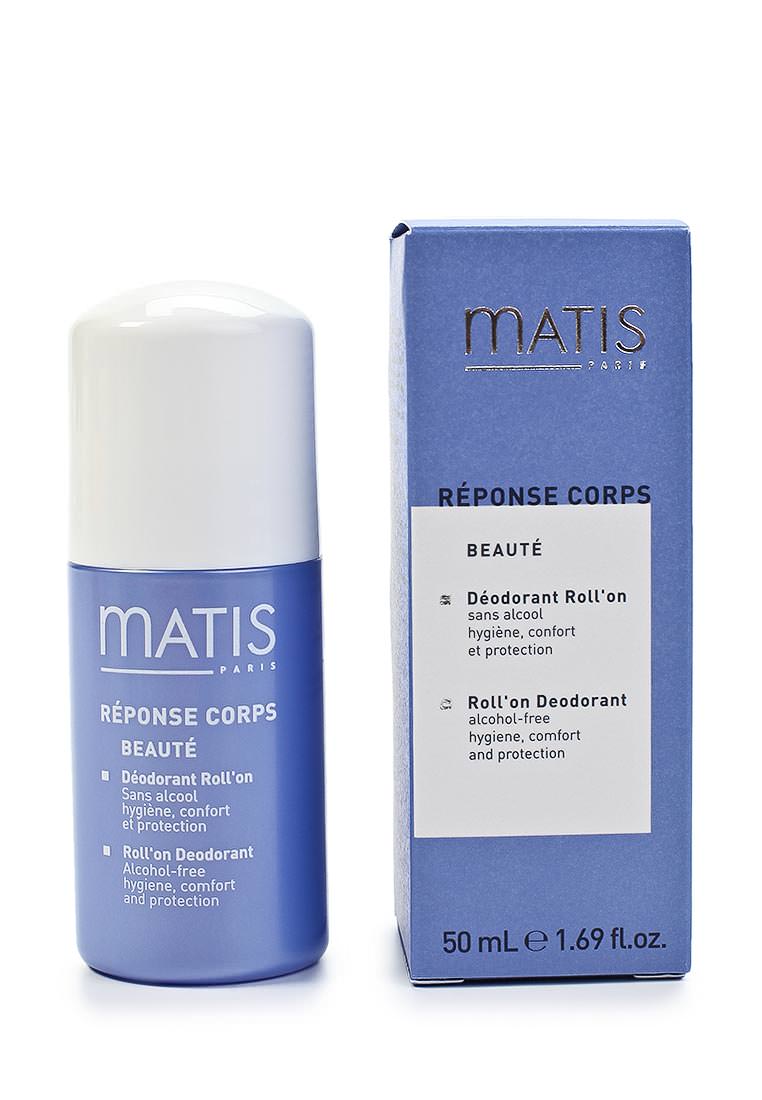 MATIS
PARIS
RÉPONSE CORPS
BEAUTÉ
Déodorant Roll'on
Sans alcool
hygiène, confort
et protection
Roll'on Deodorant
Alcohol-free
hygiene, comfort
and protection
MATIS
PARIS
RÉPONSE CORPS
BEAUTÉ
Déodorant Roll'on
sans alcool
hygiène, confort
et protection
Roll'on Deodorant
alcohol-free
hygiene, comfort
and protection
50 mL ℮ 1.69 fl.oz.